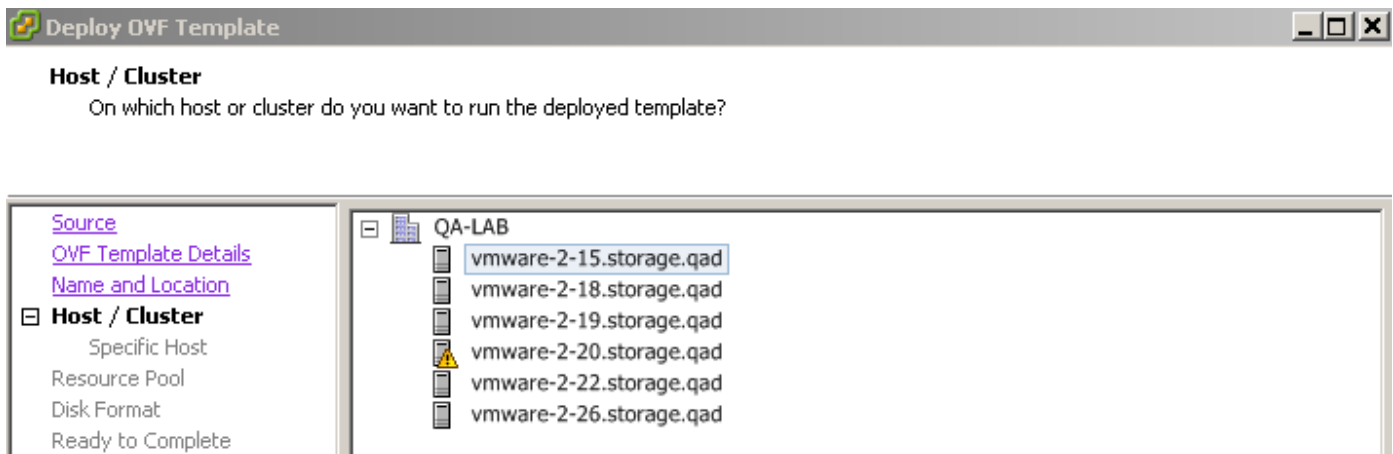 Deploy OVF Template
Host / Cluster
On which host or cluster do you want to run the deployed template?
Source
OVF Template Details
Name and Location
Host / Cluster
Specific Host
Resource Pool
Disk Format
Ready to Complete
QA-LAB
vmware-2-15.storage.qad
vmware-2-18.storage.qad
vmware-2-19.storage.qad
vmware-2-20.storage.qad
vmware-2-22.storage.qad
vmware-2-26.storage.qad